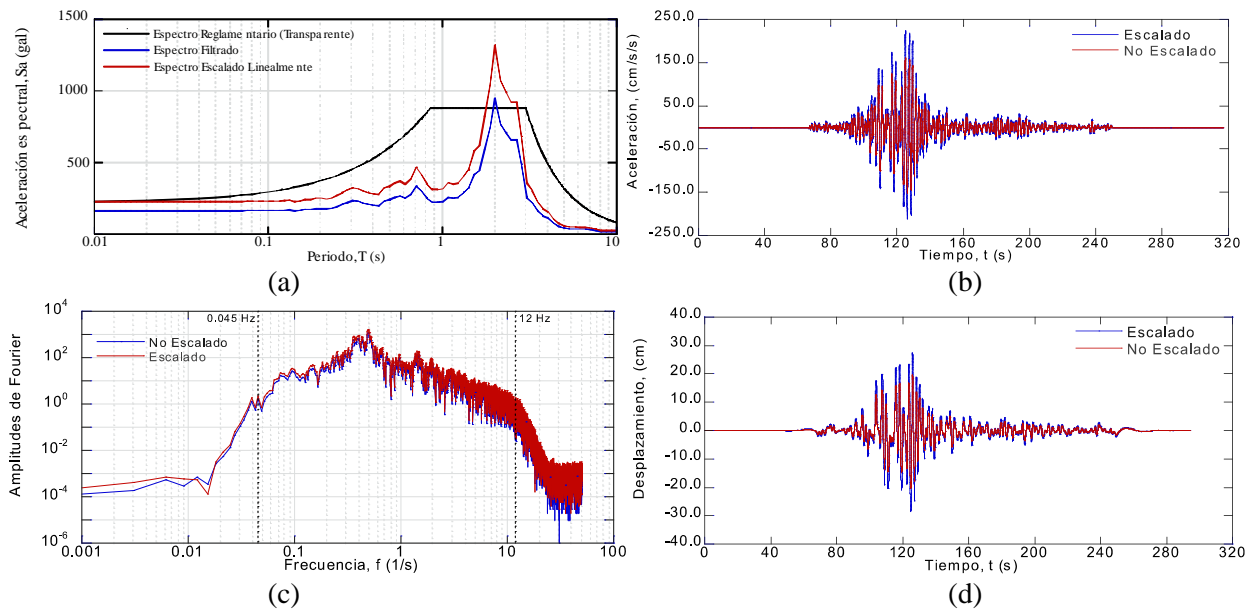 1500
1000
500
Aceleración es pectral, Sa (gal)
Espectro Reglame ntario (Transpa rente)
Espectro Filtrado
Espectro Escalado Linealme nte
0.01
0.1
1
10
Periodo, T (s)
(a)
250.0
150.0
50.0
-50.0
-150.0
-250.0
Aceleración, (cm/s/s)
Escalado
No Escalado
0
40
80
120
160
200
240
280
320
Tiempo, t (s)
(b)
10^4
10^2
10^0
10^-2
10^-4
10^-6
Amplitudes de Fourier
0.045 Hz
12 Hz
No Escalado
Escalado
0.001
0.01
0.1
1
10
100
Frecuencia, f (1/s)
(c)
40.0
30.0
20.0
10.0
0.0
-10.0
-20.0
-30.0
-40.0
Desplazamiento, (cm)
Escalado
No Escalado
0
40
80
120
160
200
240
280
320
Tiempo, t (s)
(d)